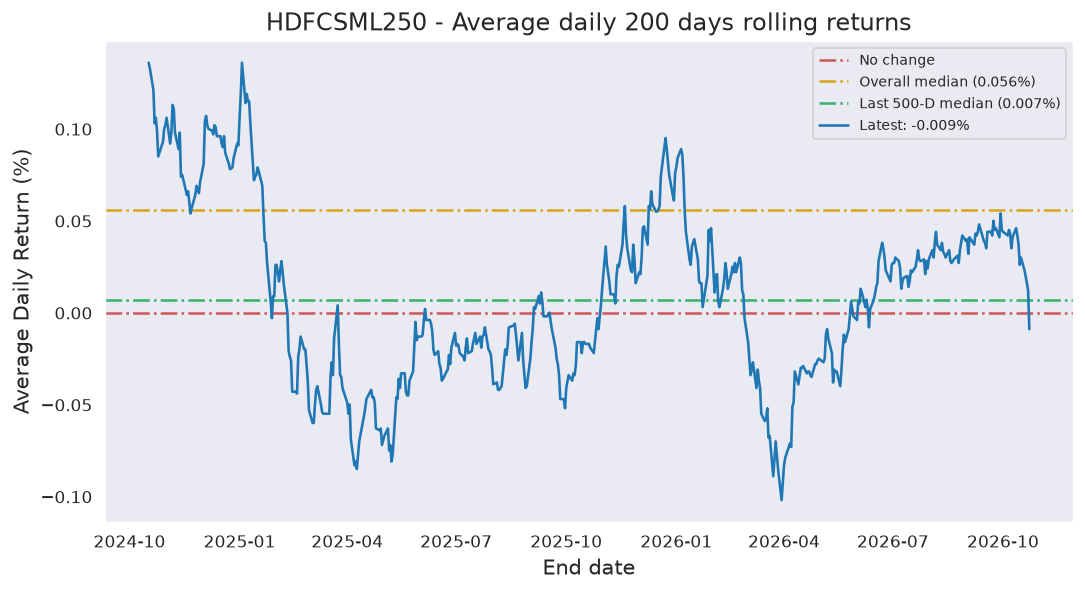 HDFCSML250 - Average daily 200 days rolling returns
No change
Overall median (0.056%)
Last 500-D median (0.007%)
Latest: -0.009%
Average Daily Return (%)
0.10
0.05
0.00
−0.05
−0.10
2024-10 2025-01 2025-04 2025-07 2025-10 2026-01 2026-04 2026-07 2026-10
End date